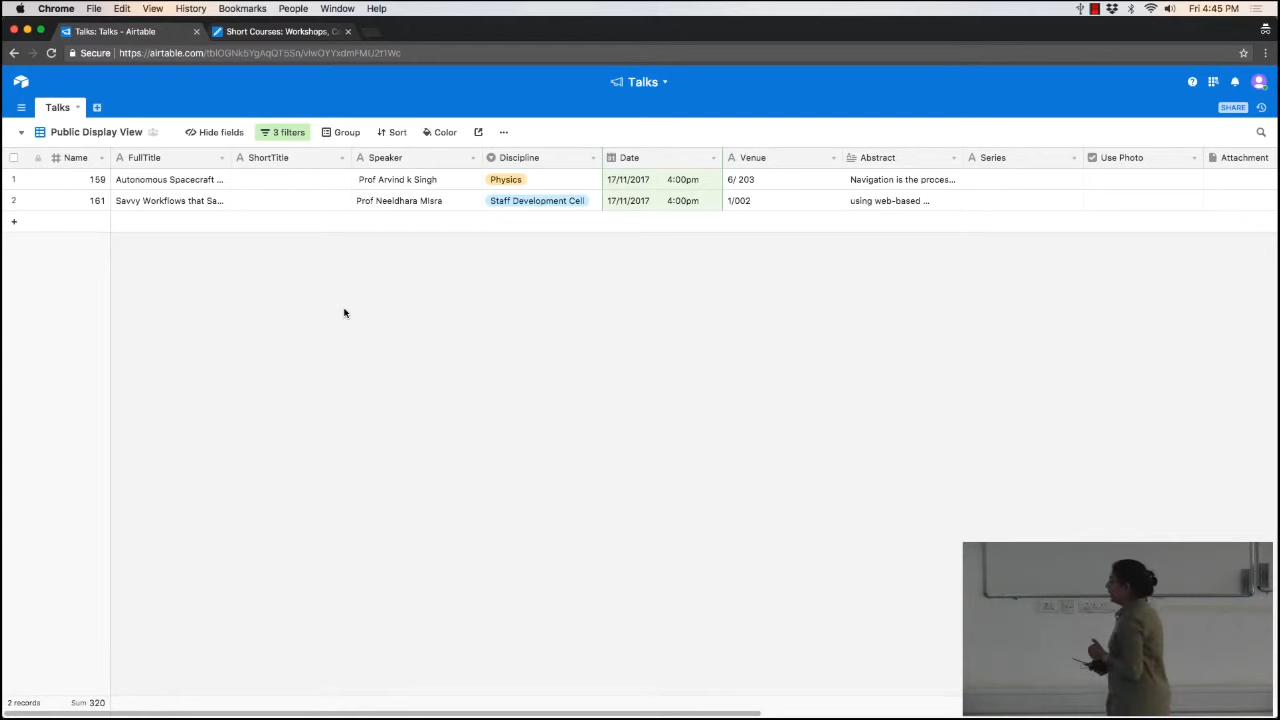 Chrome File Edit View History Bookmarks People Window Help Fri 4:45 PM
Talks: Talks - Airtable Short Courses: Workshops, C
Secure https://airtable.com/tblOGNk5YgAqQT5Sn/viwOYYxdmFMU2t1Wc
Talks
SHARE
Talks
Public Display View Hide fields 3 filters Group Sort Color
Name FullTitle ShortTitle Speaker Discipline Date Venue Abstract Series Use Photo Attachment
1 159 Autonomous Spacecraft ... Prof Arvind k Singh Physics 17/11/2017 4:00pm 6/ 203 Navigation is the proces...
2 161 Savvy Workflows that Sa... Prof Neeldhara Misra Staff Development Cell 17/11/2017 4:00pm 1/002 using web-based ...
+
2 records Sum 320